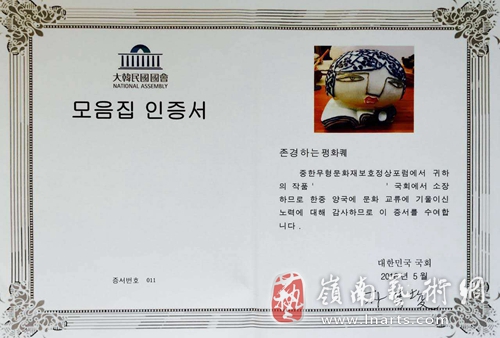 大韓民國國會
NATIONAL ASSEMBLY
모음집 인증서
증서번호 011
존경하는평화퀘
중한무형문화재보호정상포럼에서 귀하
의 작품' ' 국회에서 소장
하므로 한중 양국에 문화 교류에 기울이신
노력에 대해 감사하므로 이 증서를 수여합
니다.
대한민국 국회
5월
嶺南藝術網
www.lnarts.com